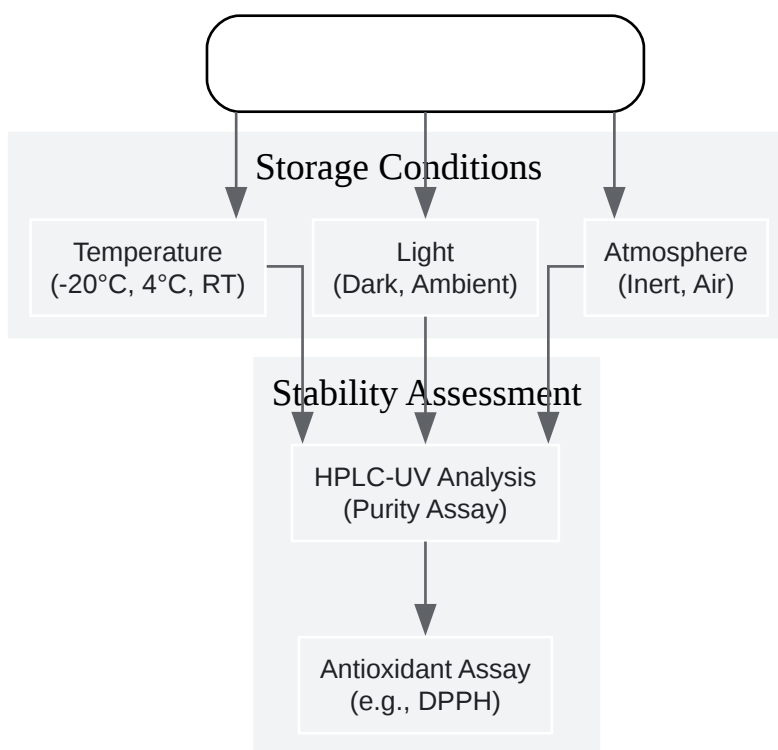 Storage Conditions
Temperature
(-20°C, 4°C, RT)
Light
(Dark, Ambient)
Atmosphere
(Inert, Air)
Stability Assessment
HPLC-UV Analysis
(Purity Assay)
Antioxidant Assay
(e.g., DPPH)